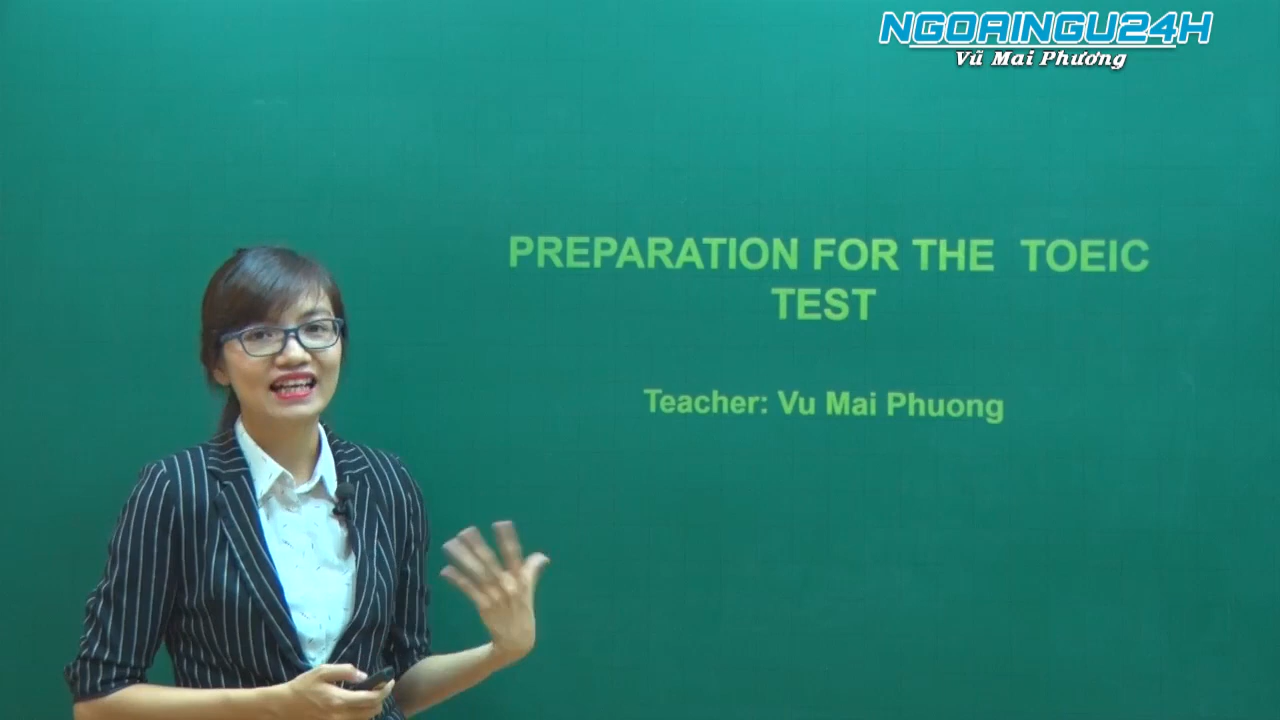 NGOAINGU24H
Vũ Mai Phương
PREPARATION FOR THE TOEIC
TEST
Teacher: Vu Mai Phuong